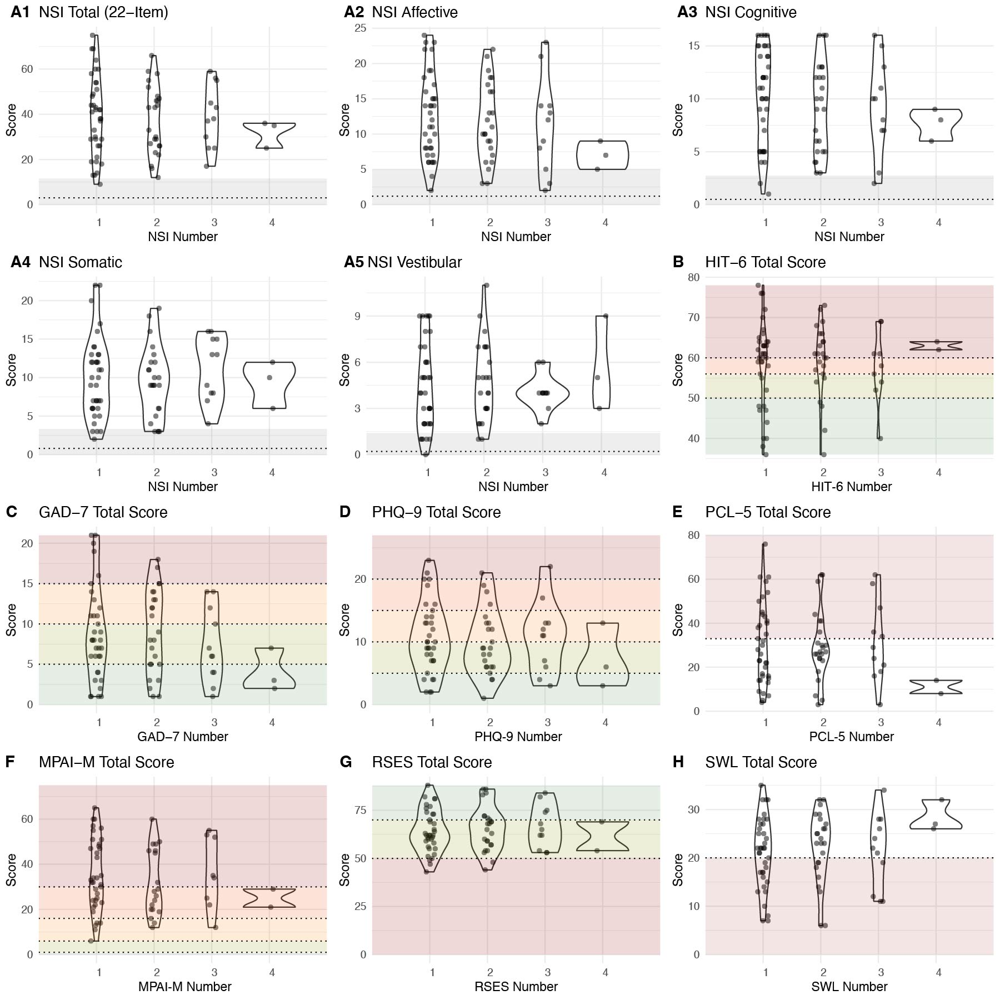 A1 NSI Total (22−Item)
Score
60
40
20
0
1 2 3 4
NSI Number
A2 NSI Affective
Score
25
20
15
10
5
0
1 2 3 4
NSI Number
A3 NSI Cognitive
Score
15
10
5
0
1 2 3 4
NSI Number
A4 NSI Somatic
Score
20
15
10
5
0
1 2 3 4
NSI Number
A5 NSI Vestibular
Score
9
6
3
0
1 2 3 4
NSI Number
B HIT−6 Total Score
Score
80
70
60
50
40
1 2 3 4
HIT-6 Number
C GAD−7 Total Score
Score
20
15
10
5
0
1 2 3 4
GAD−7 Number
D PHQ−9 Total Score
Score
20
10
0
1 2 3 4
PHQ-9 Number
E PCL−5 Total Score
Score
80
60
40
20
0
1 2 3 4
PCL-5 Number
F MPAI−M Total Score
Score
60
40
20
0
1 2 3 4
MPAI-M Number
G RSES Total Score
Score
75
50
25
0
1 2 3 4
RSES Number
H SWL Total Score
Score
30
20
10
0
1 2 3 4
SWL Number